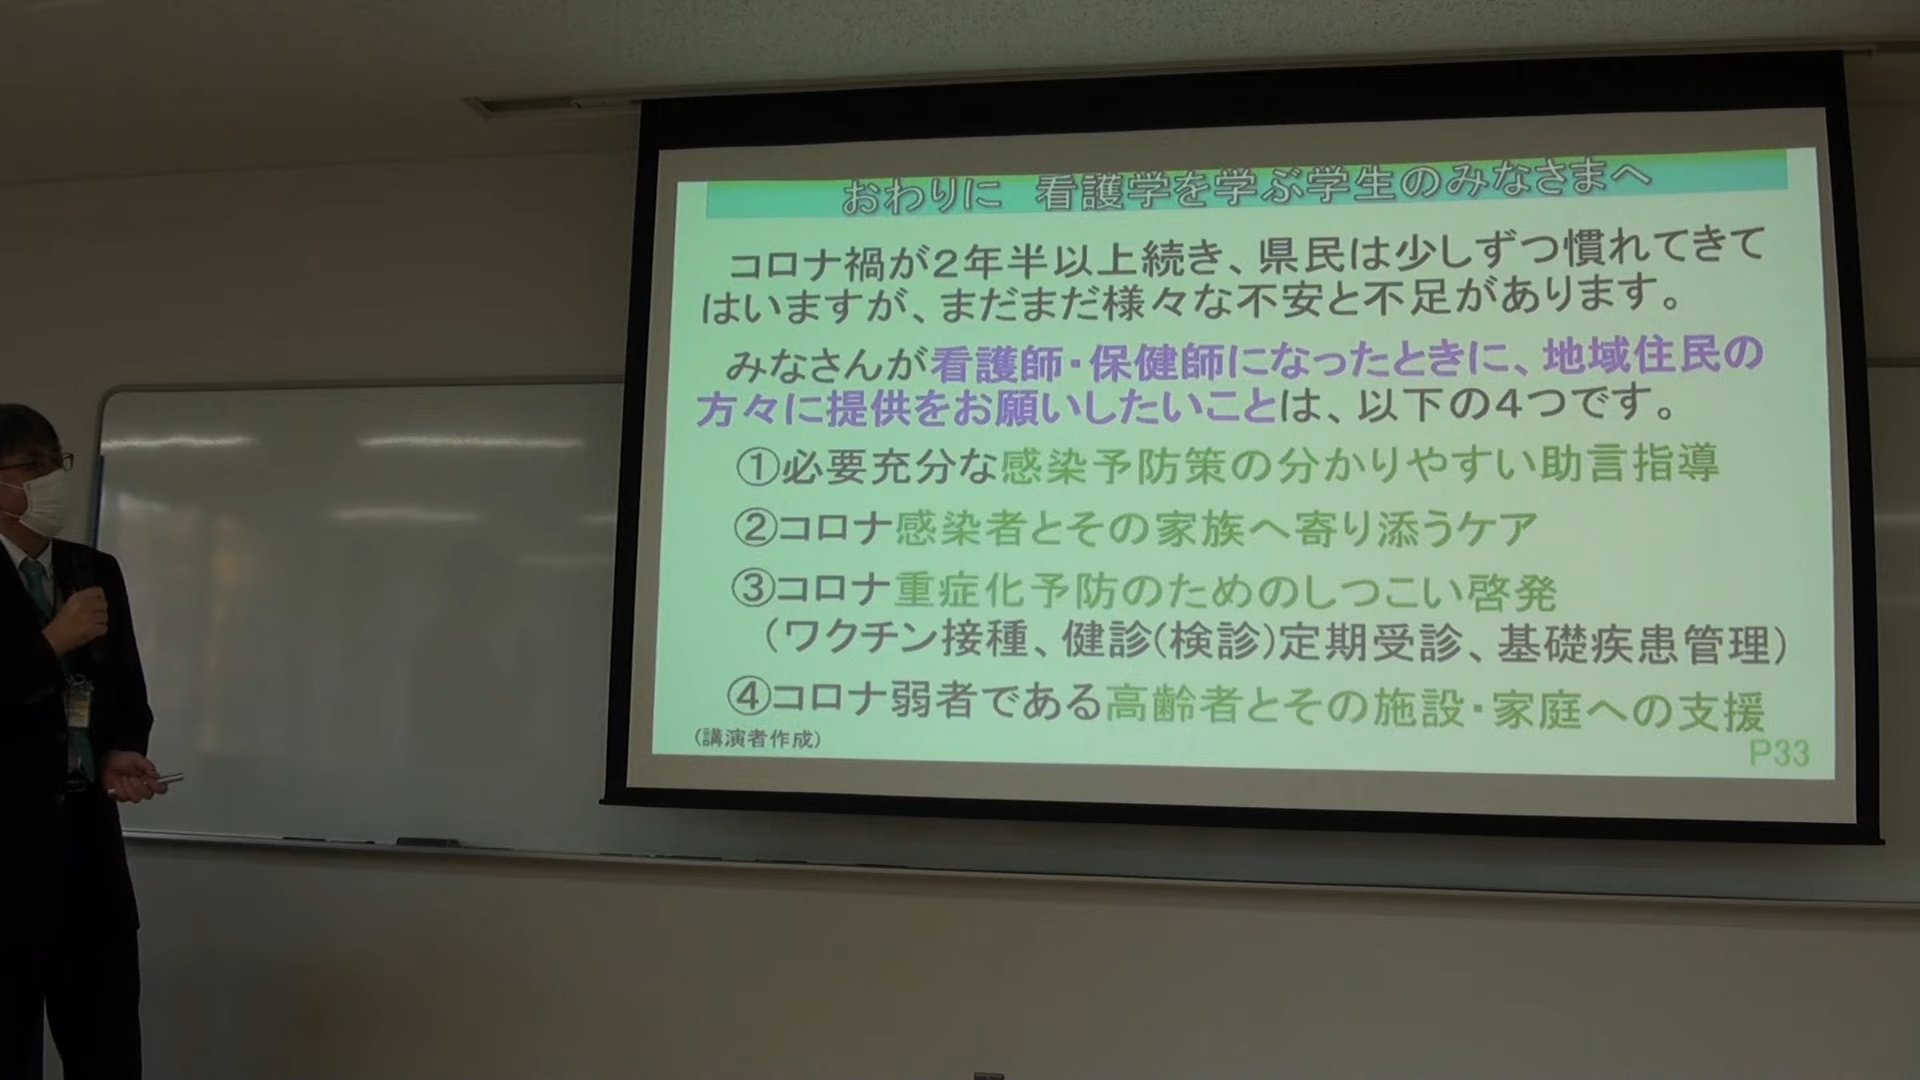 おわりに　看護学を学ぶ学生のみなさまへ
コロナ禍が２年半以上続き、県民は少しずつ慣れてきて
はいますが、まだまだ様々な不安と不足があります。
みなさんが看護師・保健師になったときに、地域住民の
方々に提供をお願いしたいことは、以下の４つです。
①必要充分な感染予防策の分かりやすい助言指導
②コロナ感染者とその家族へ寄り添うケア
③コロナ重症化予防のためのしつこい啓発
（ワクチン接種、健診(検診)定期受診、基礎疾患管理）
④コロナ弱者である高齢者とその施設・家庭への支援
（講演者作成）
P33